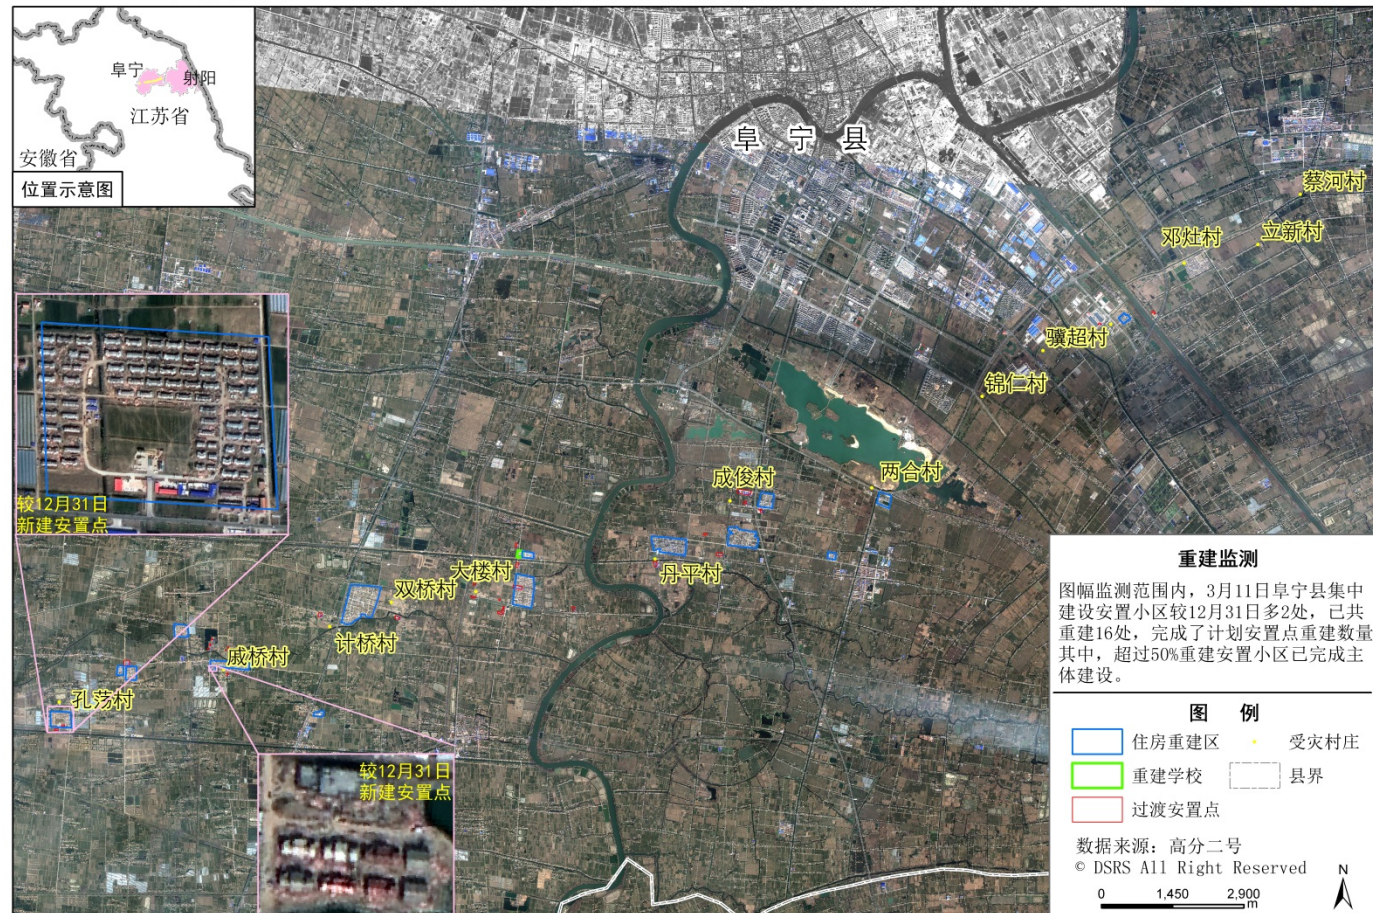 阜宁
射阳
江苏省
安徽省
位置示意图
阜宁县
蔡河村
立新村
邓灶村
骥超村
锦仁村
两合村
成俊村
丹平村
大楼村
双桥村
计桥村
戚桥村
孔荡村
较12月31日
新建安置点
较12月31日
新建安置点
重建监测
图幅监测范围内，3月11日阜宁县集中
建设安置小区较12月31日多2处，已共
重建16处，完成了计划安置点重建数量
其中，超过50%重建安置小区已完成主
体建设。
图 例
住房重建区 受灾村庄
重建学校 县界
过渡安置点
数据来源：高分二号
© DSRS All Right Reserved
N
0 1,450 2,900
m